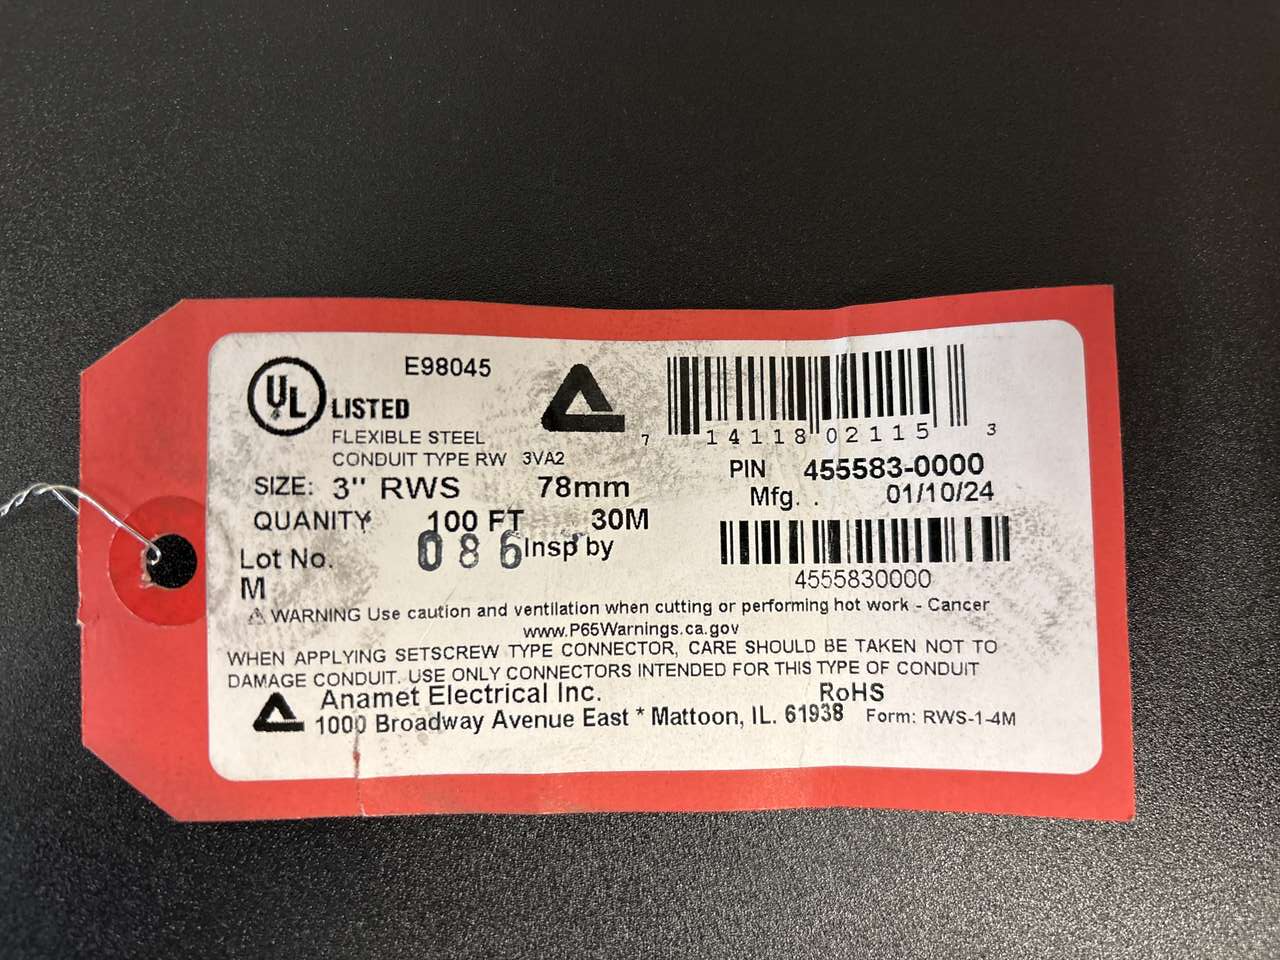 E98045
UL LISTED
FLEXIBLE STEEL
CONDUIT TYPE RW 3VA2
SIZE: 3" RWS 78mm
QUANITY 100 FT 30M
Lot No. 086 Insp by
M
7 14118 02115 3
PIN 455583-0000
Mfg. . 01/10/24
4555830000
⚠ WARNING Use caution and ventilation when cutting or performing hot work - Cancer
www.P65Warnings.ca.gov
WHEN APPLYING SETSCREW TYPE CONNECTOR, CARE SHOULD BE TAKEN NOT TO
DAMAGE CONDUIT. USE ONLY CONNECTORS INTENDED FOR THIS TYPE OF CONDUIT
Anamet Electrical Inc. RoHS
1000 Broadway Avenue East * Mattoon, IL. 61938 Form: RWS-1-4M